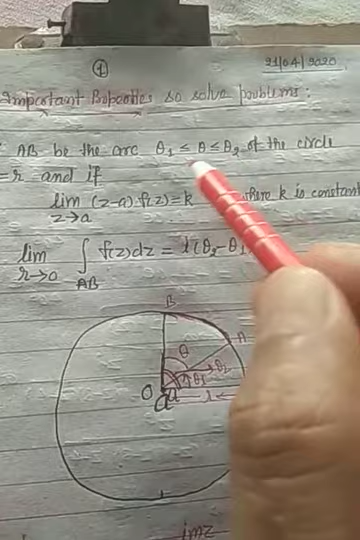 1
21/04/2020
Important Properties to solve problems:
AB be the arc θ₁ ≤ θ ≤ θ₂ of the circle
=r and if
lim (z-a) f(z) = k
z→a
where k is constant
lim ∫ f(z)dz = i(θ₂-θ₁
r→0 AB
B
A
θ
θ₂
θ₁
O
a
r
imz